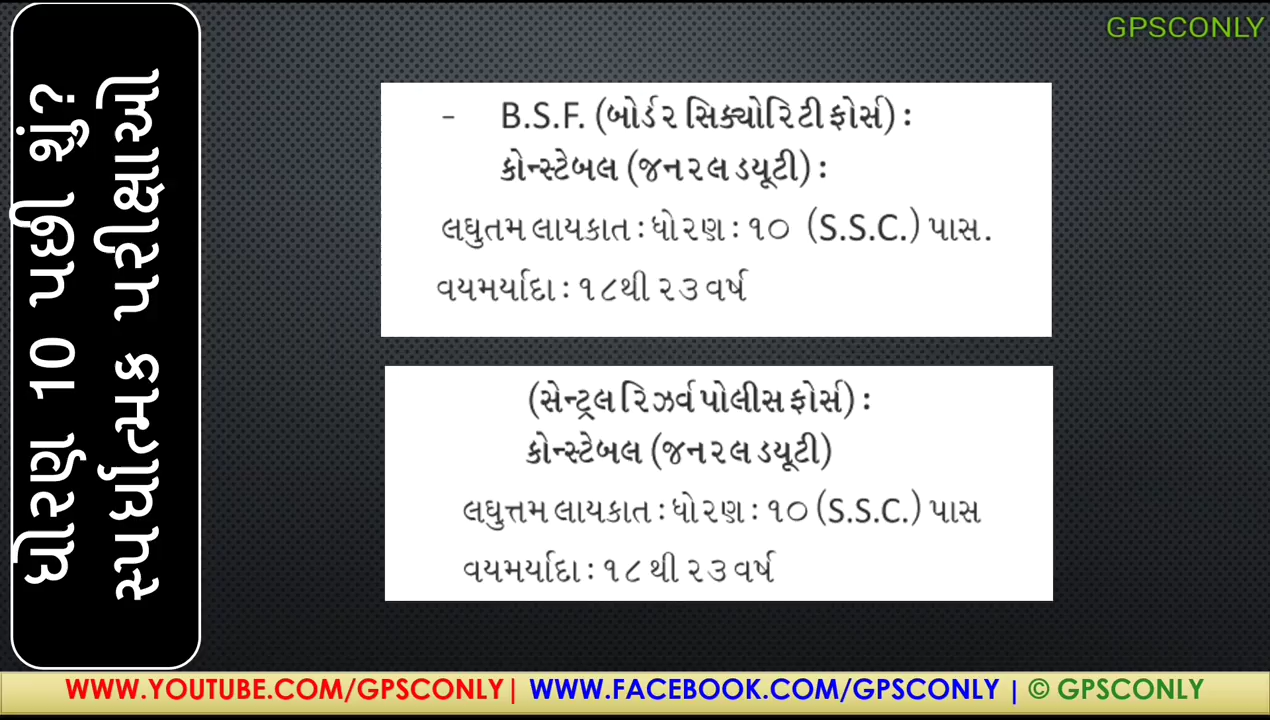 GPSCONLY
ધોરણ 10 પછી શું?
સ્પર્ધાત્મક પરીક્ષાઓ
- B.S.F. (બોર્ડર સિક્યોરિટી ફોર્સ) :
કોન્સ્ટેબલ (જનરલ ડયૂટી) :
લઘુતમ લાયકાત : ધોરણ : ૧૦ (S.S.C.) પાસ.
વયમર્યાદા : ૧૮થી ૨૩ વર્ષ
(સેન્ટ્રલ રિઝર્વ પોલીસ ફોર્સ) :
કોન્સ્ટેબલ (જનરલ ડયૂટી)
લઘુત્તમ લાયકાત : ધોરણ : ૧૦ (S.S.C.) પાસ
વયમર્યાદા : ૧૮ થી ૨૩ વર્ષ
WWW.YOUTUBE.COM/GPSCONLY | WWW.FACEBOOK.COM/GPSCONLY | © GPSCONLY